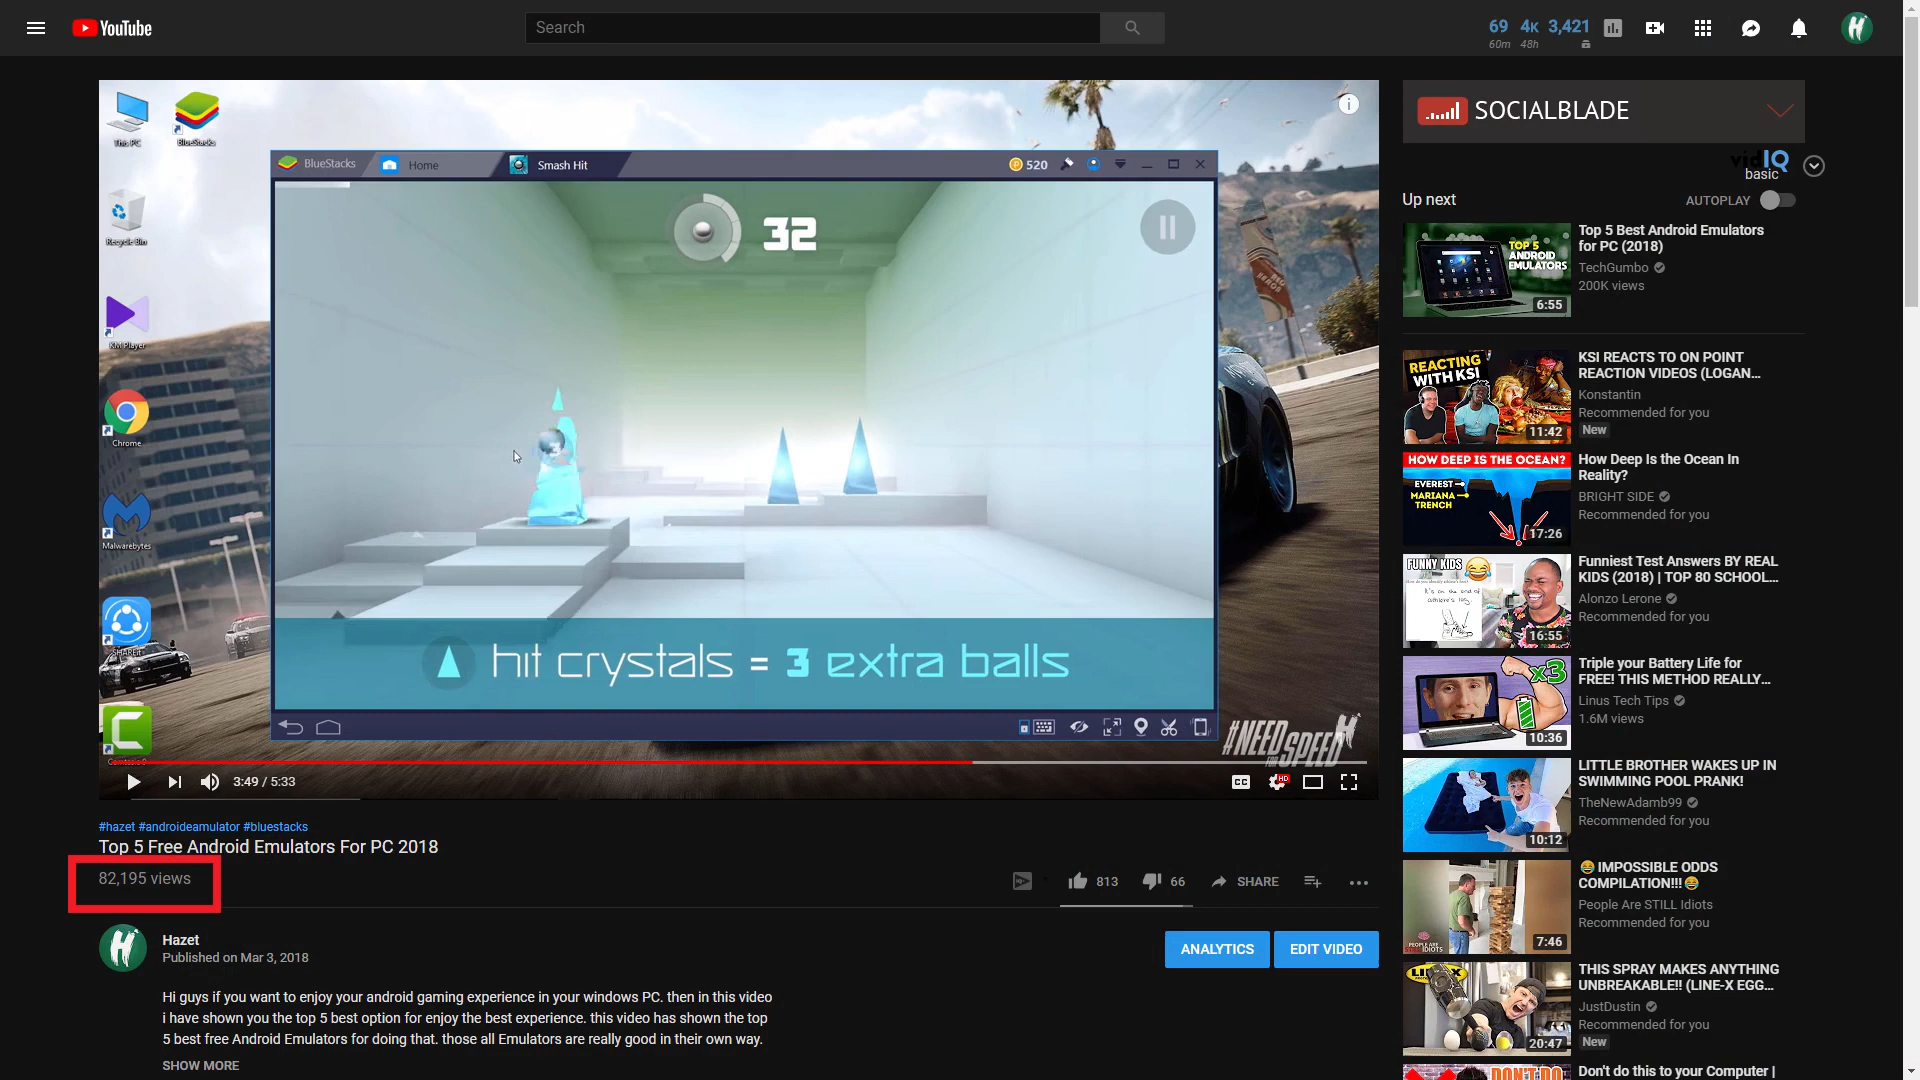 YouTube
Search
69 4K 3,421
60m 48h
This PC
BlueStacks
Recycle Bin
KM Player
Chrome
Malwarebytes
SHAREit
BlueStacks Home Smash Hit 520
32
hit crystals = 3 extra balls
#NEED FOR SPEED
3:49 / 5:33
CC HD
#hazet #androideamulator #bluestacks
Top 5 Free Android Emulators For PC 2018
82,195 views
813 66 SHARE
Hazet
Published on Mar 3, 2018
ANALYTICS EDIT VIDEO
Hi guys if you want to enjoy your android gaming experience in your windows PC. then in this video
i have shown you the top 5 best option for enjoy the best experience. this video has shown the top
5 best free Android Emulators for doing that. those all Emulators are really good in their own way.
SHOW MORE
SOCIALBLADE
vidIQ
basic
Up next AUTOPLAY
TOP 5
ANDROID
EMULATORS
6:55
Top 5 Best Android Emulators
for PC (2018)
TechGumbo
200K views
REACTING
WITH KSI
11:42
KSI REACTS TO ON POINT
REACTION VIDEOS (LOGAN...
Konstantin
Recommended for you
New
HOW DEEP IS THE OCEAN?
EVEREST
MARIANA
TRENCH
17:26
How Deep Is the Ocean In
Reality?
BRIGHT SIDE
Recommended for you
FUNNY KIDS
16:55
Funniest Test Answers BY REAL
KIDS (2018) | TOP 80 SCHOOL...
Alonzo Lerone
Recommended for you
x3
10:36
Triple your Battery Life for
FREE! THIS METHOD REALLY...
Linus Tech Tips
1.6M views
10:12
LITTLE BROTHER WAKES UP IN
SWIMMING POOL PRANK!
TheNewAdamb99
Recommended for you
PEOPLE ARE
STILL IDIOTS
7:46
😂IMPOSSIBLE ODDS
COMPILATION!!!😂
People Are STILL Idiots
Recommended for you
LINE-X
20:47
THIS SPRAY MAKES ANYTHING
UNBREAKABLE!! (LINE-X EGG...
JustDustin
Recommended for you
New
DON'T DO
Don't do this to your Computer |